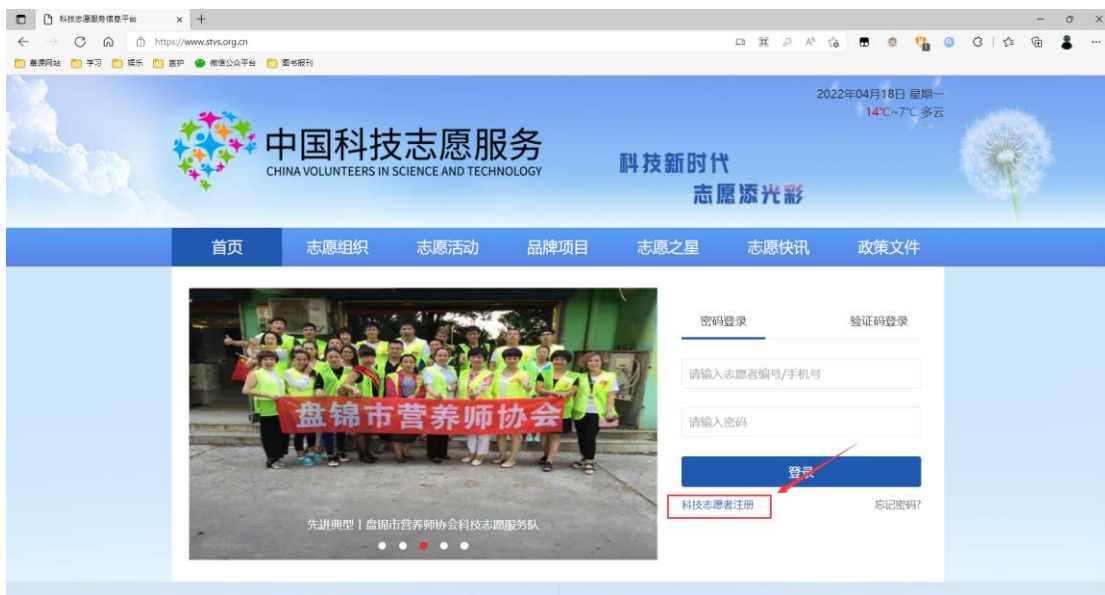 科技志愿服务信息平台
https://www.stvs.org.cn
慕课网站 学习 娱乐 医护 微信公众平台 图书报刊
2022年04月18日 星期一
14℃~7℃ 多云
中国科技志愿服务
CHINA VOLUNTEERS IN SCIENCE AND TECHNOLOGY
科技新时代
志愿添光彩
首页 志愿组织 志愿活动 品牌项目 志愿之星 志愿快讯 政策文件
盘锦市营养师协会
先进典型丨盘锦市营养师协会科技志愿服务队
密码登录 验证码登录
请输入志愿者编号/手机号
请输入密码
登录
科技志愿者注册 忘记密码?